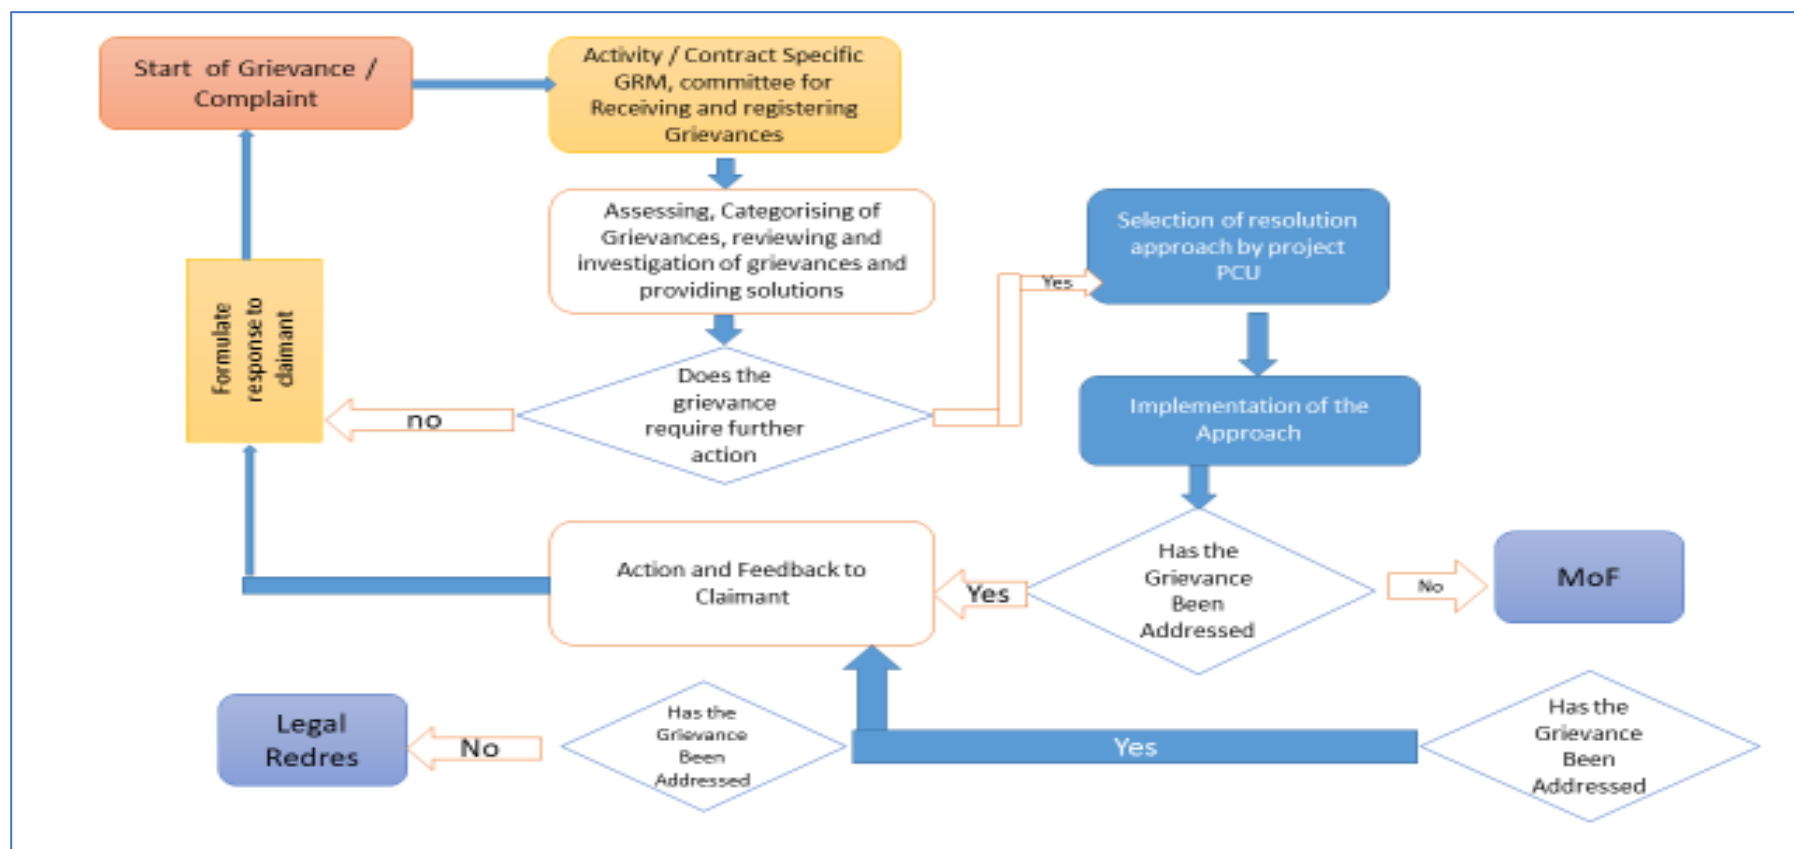 Start of Grievance /
Complaint
Activity / Contract Specific
GRM, committee for
Receiving and registering
Grievances
Assessing, Categorising of
Grievances, reviewing and
investigation of grievances and
providing solutions
Selection of resolution
approach by project
PCU
Yes
Formulate
response to
claimant
no
Does the
grievance
require further
action
Implementation of the
Approach
Action and Feedback to
Claimant
Yes
Has the
Grievance
Been
Addressed
No
MoF
Legal
Redres
No
Has the
Grievance
Been
Addressed
Yes
Has the
Grievance
Been
Addressed